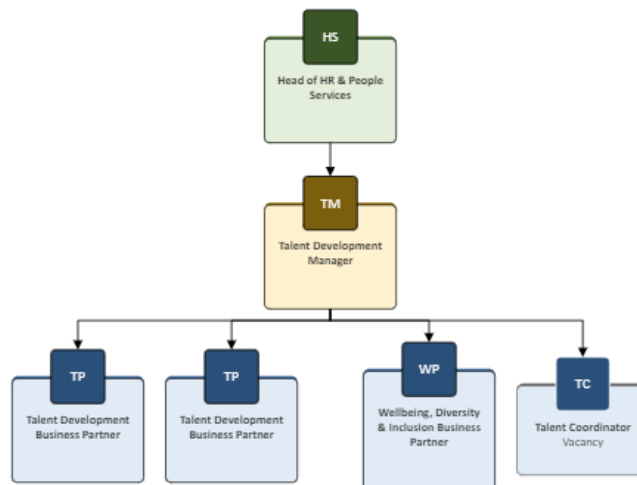 HS
Head of HR & People
Services
TM
Talent Development
Manager
TP
Talent Development
Business Partner
TP
Talent Development
Business Partner
WP
Wellbeing, Diversity
& Inclusion Business
Partner
TC
Talent Coordinator
Vacancy